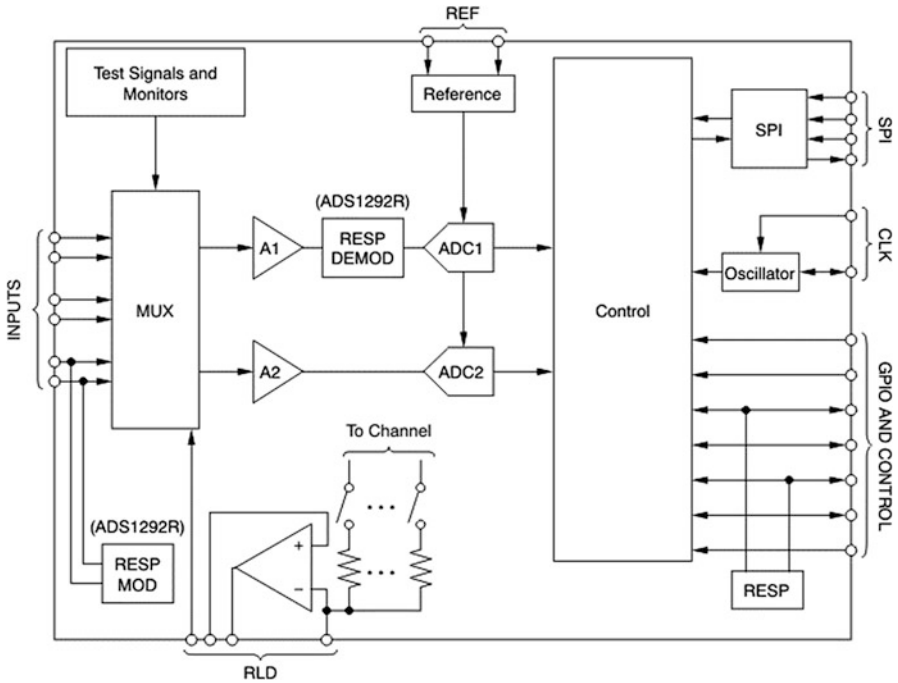 REF
Test Signals and
Monitors
Reference
SPI
SPI
(ADS1292R)
A1
RESP
DEMOD
ADC1
CLK
Oscillator
INPUTS
MUX
Control
A2
ADC2
GPIO AND CONTROL
To Channel
(ADS1292R)
RESP
MOD
+
−
RESP
RLD